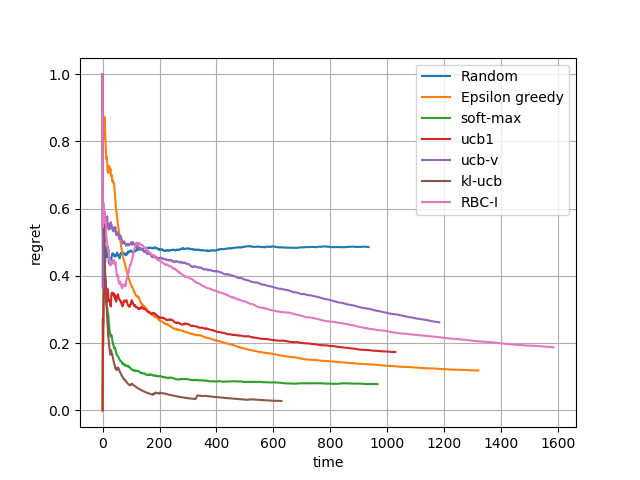 1.0
0.8
0.6
0.4
0.2
0.0
regret
Random
Epsilon greedy
soft-max
ucb1
ucb-v
kl-ucb
RBC-I
0 200 400 600 800 1000 1200 1400 1600
time